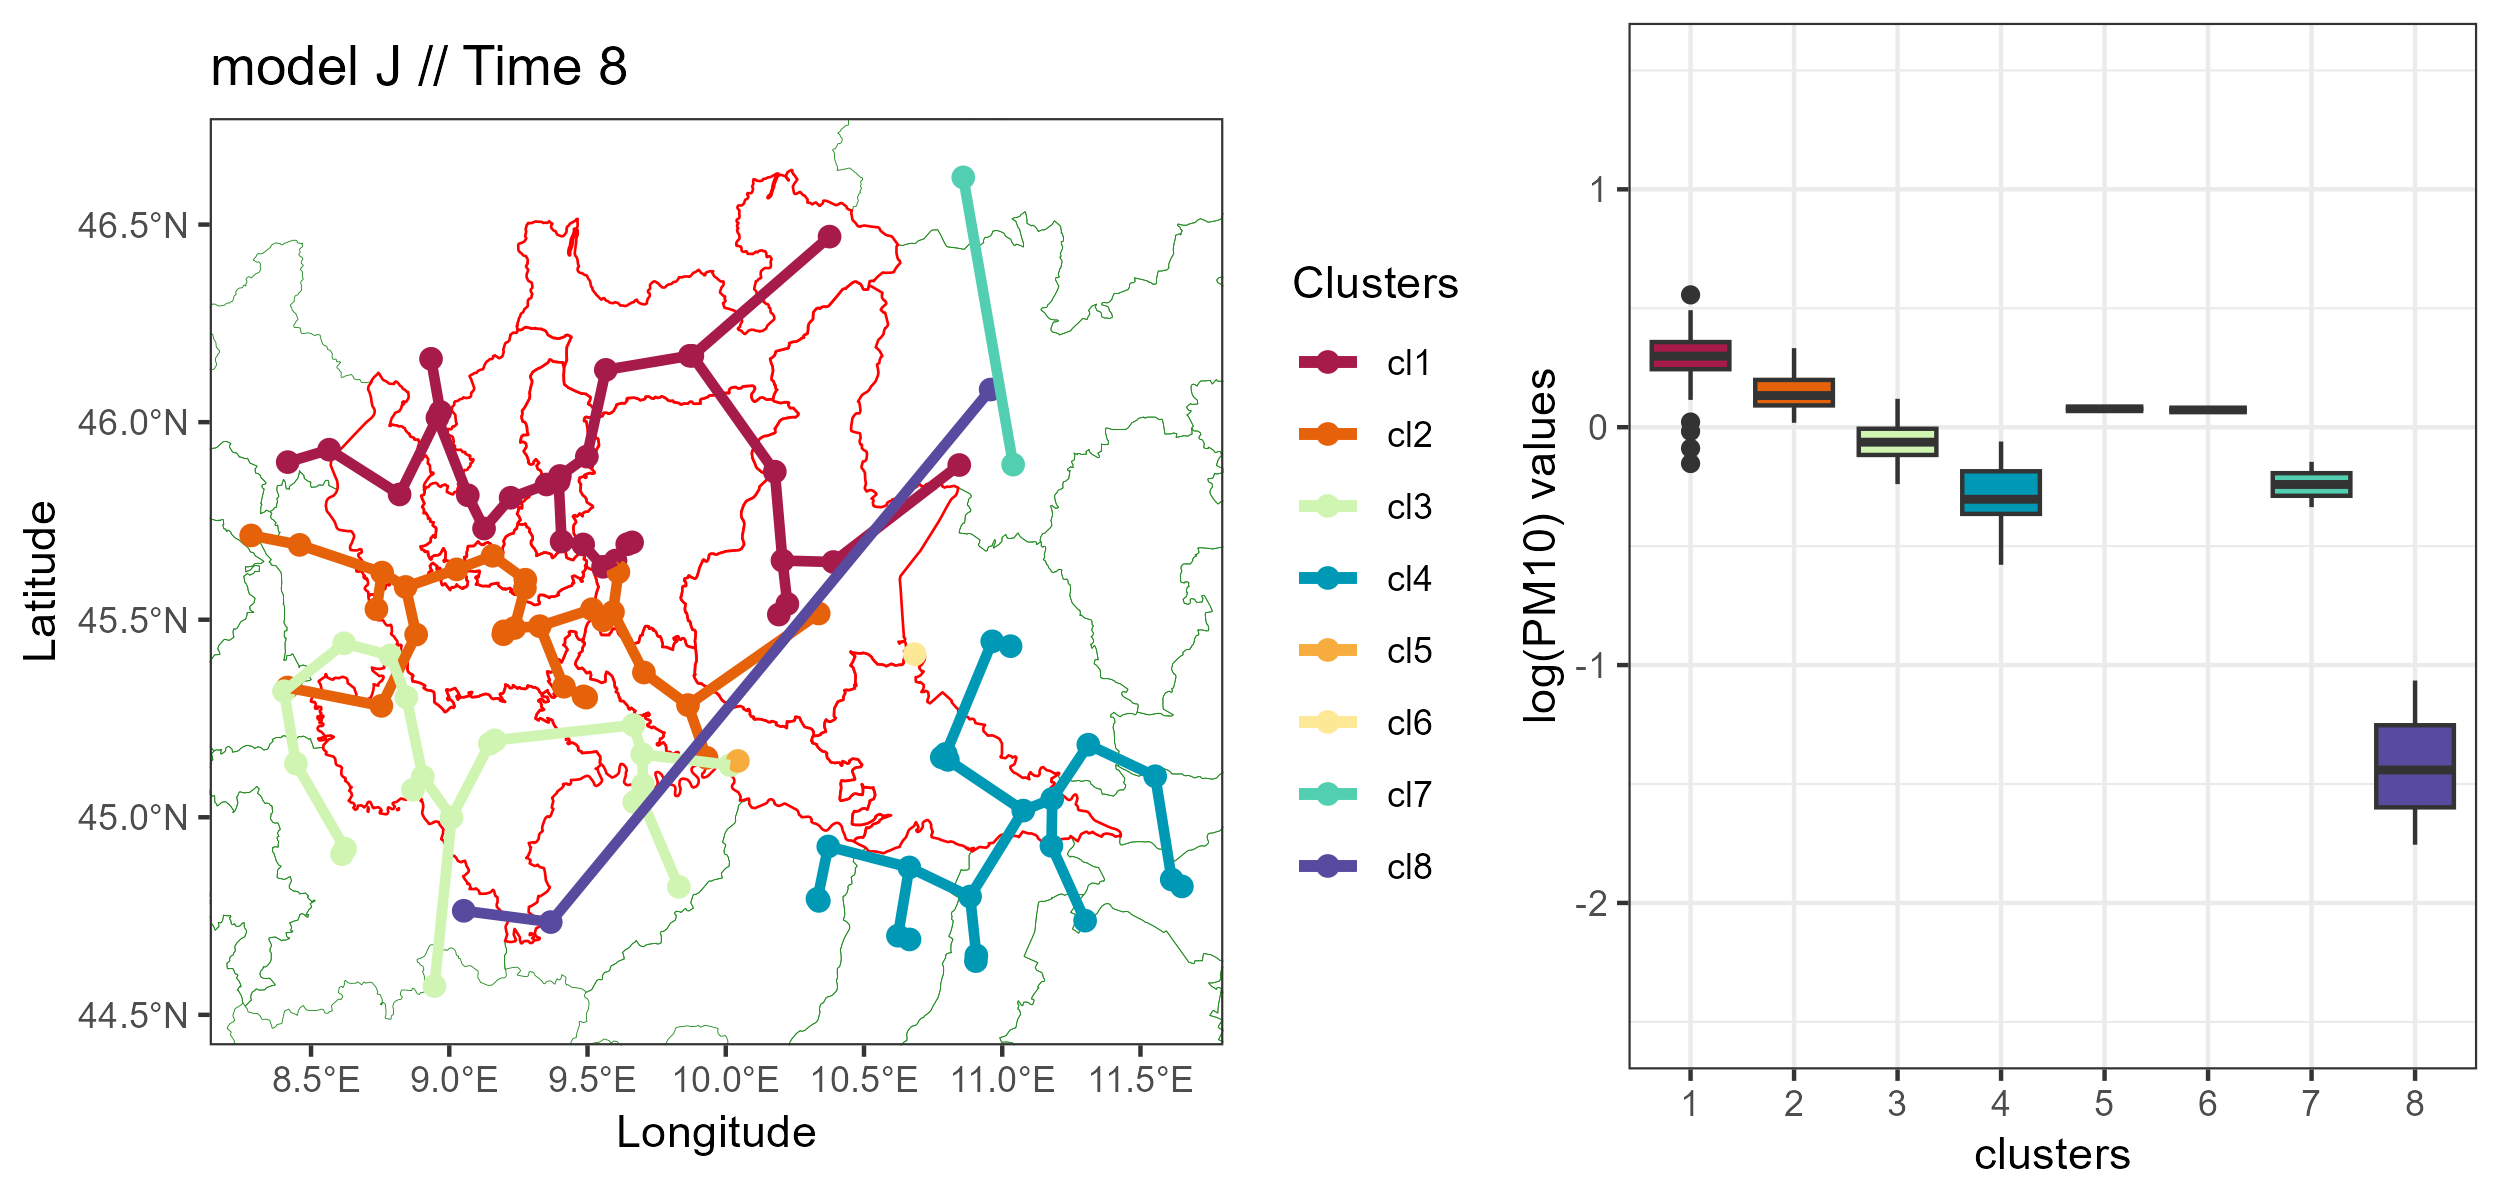 model J // Time 8
Latitude
46.5°N
46.0°N
45.5°N
45.0°N
44.5°N
8.5°E
9.0°E
9.5°E
10.0°E
10.5°E
11.0°E
11.5°E
Longitude
Clusters
cl1
cl2
cl3
cl4
cl5
cl6
cl7
cl8
log(PM10) values
1
0
-1
-2
1
2
3
4
5
6
7
8
clusters